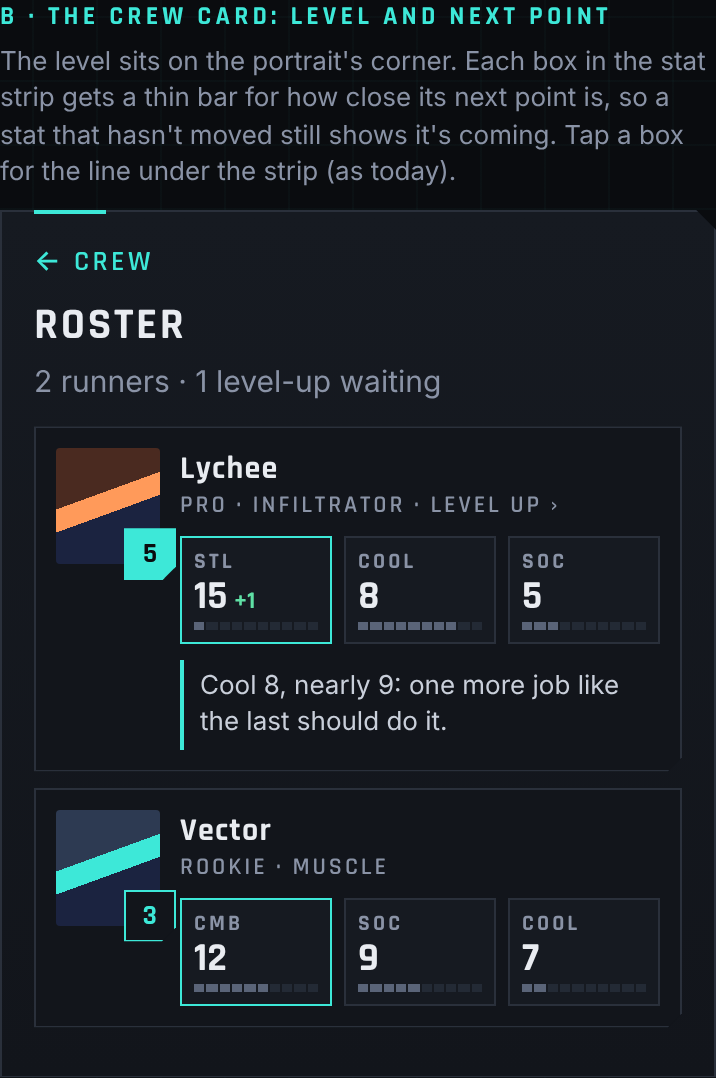 B · THE CREW CARD: LEVEL AND NEXT POINT
The level sits on the portrait's corner. Each box in the stat
strip gets a thin bar for how close its next point is, so a
stat that hasn't moved still shows it's coming. Tap a box
for the line under the strip (as today).
← CREW
ROSTER
2 runners · 1 level-up waiting
Lychee
PRO · INFILTRATOR · LEVEL UP ›
5
STL COOL SOC
15 +1 8 5
Cool 8, nearly 9: one more job like
the last should do it.
Vector
ROOKIE · MUSCLE
3
CMB SOC COOL
12 9 7